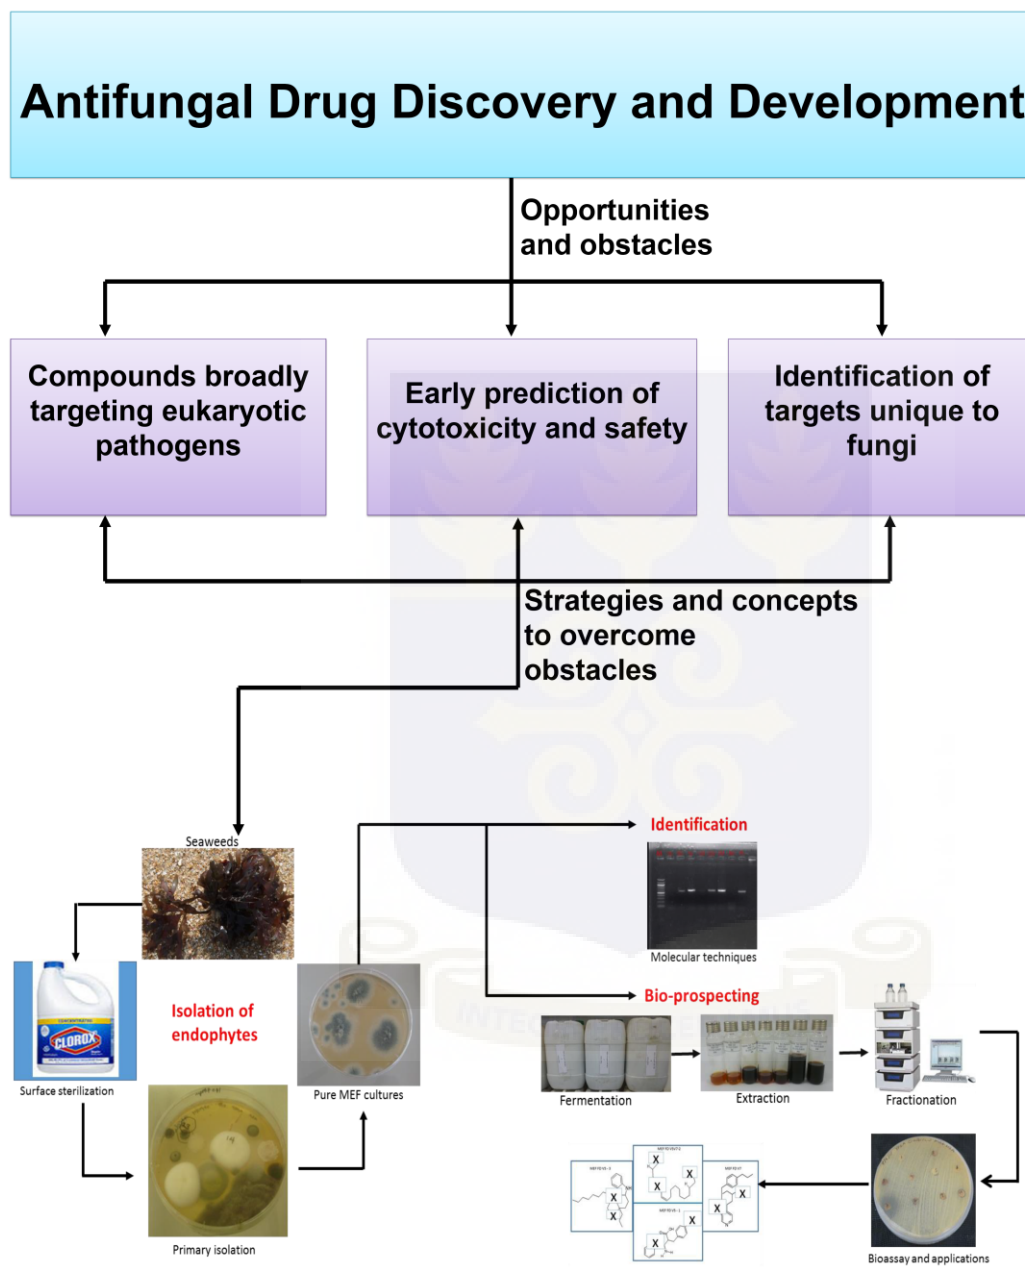 Antifungal Drug Discovery and Development
Opportunities
and obstacles
Compounds broadly
targeting eukaryotic
pathogens
Early prediction of
cytotoxicity and safety
Identification of
targets unique to
fungi
Strategies and concepts
to overcome
obstacles
Seaweeds
CONCENTRATED
CLOROX
Surface sterilization
Isolation of
endophytes
Primary isolation
Pure MEF cultures
Identification
Molecular techniques
Bio-prospecting
Fermentation
Extraction
Fractionation
Bioassay and applications
X
X
X
X
X
X
X
X